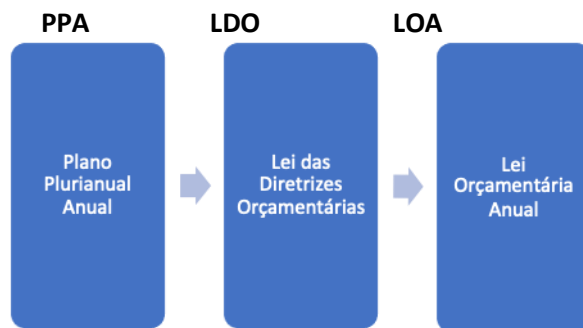 PPA
LDO
LOA
Plano
Plurianual
Anual
Lei das
Diretrizes
Orçamentárias
Lei
Orçamentária
Anual